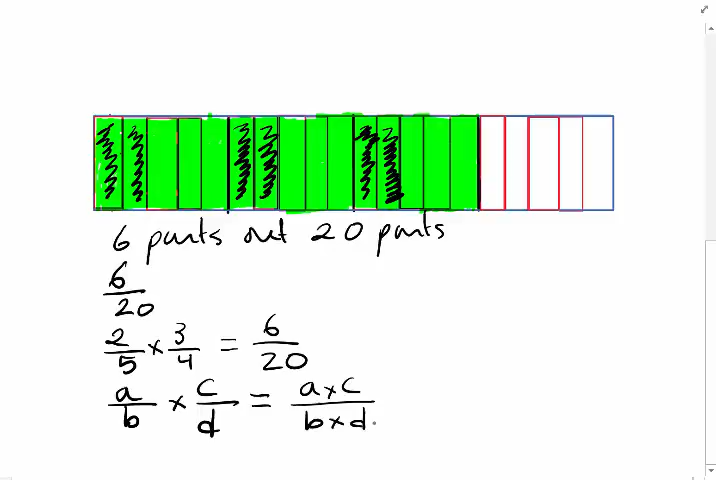 6 parts out 20 parts
6/20
2/5 × 3/4 = 6/20
a/b × c/d = a×c/b×d